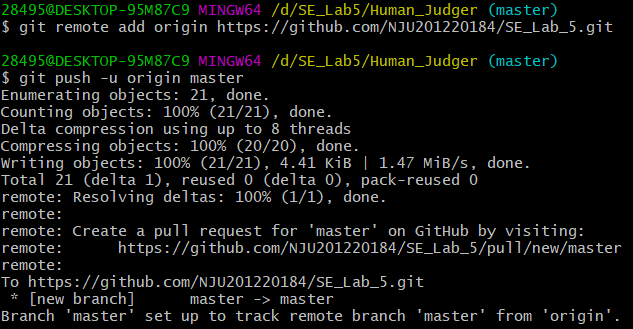 28495@DESKTOP-95M87C9 MINGW64 /d/SE_Lab5/Human_Judger (master)
$ git remote add origin https://github.com/NJU201220184/SE_Lab_5.git
28495@DESKTOP-95M87C9 MINGW64 /d/SE_Lab5/Human_Judger (master)
$ git push -u origin master
Enumerating objects: 21, done.
Counting objects: 100% (21/21), done.
Delta compression using up to 8 threads
Compressing objects: 100% (20/20), done.
Writing objects: 100% (21/21), 4.41 KiB | 1.47 MiB/s, done.
Total 21 (delta 1), reused 0 (delta 0), pack-reused 0
remote: Resolving deltas: 100% (1/1), done.
remote:
remote: Create a pull request for 'master' on GitHub by visiting:
remote:      https://github.com/NJU201220184/SE_Lab_5/pull/new/master
remote:
To https://github.com/NJU201220184/SE_Lab_5.git
 * [new branch]      master -> master
Branch 'master' set up to track remote branch 'master' from 'origin'.